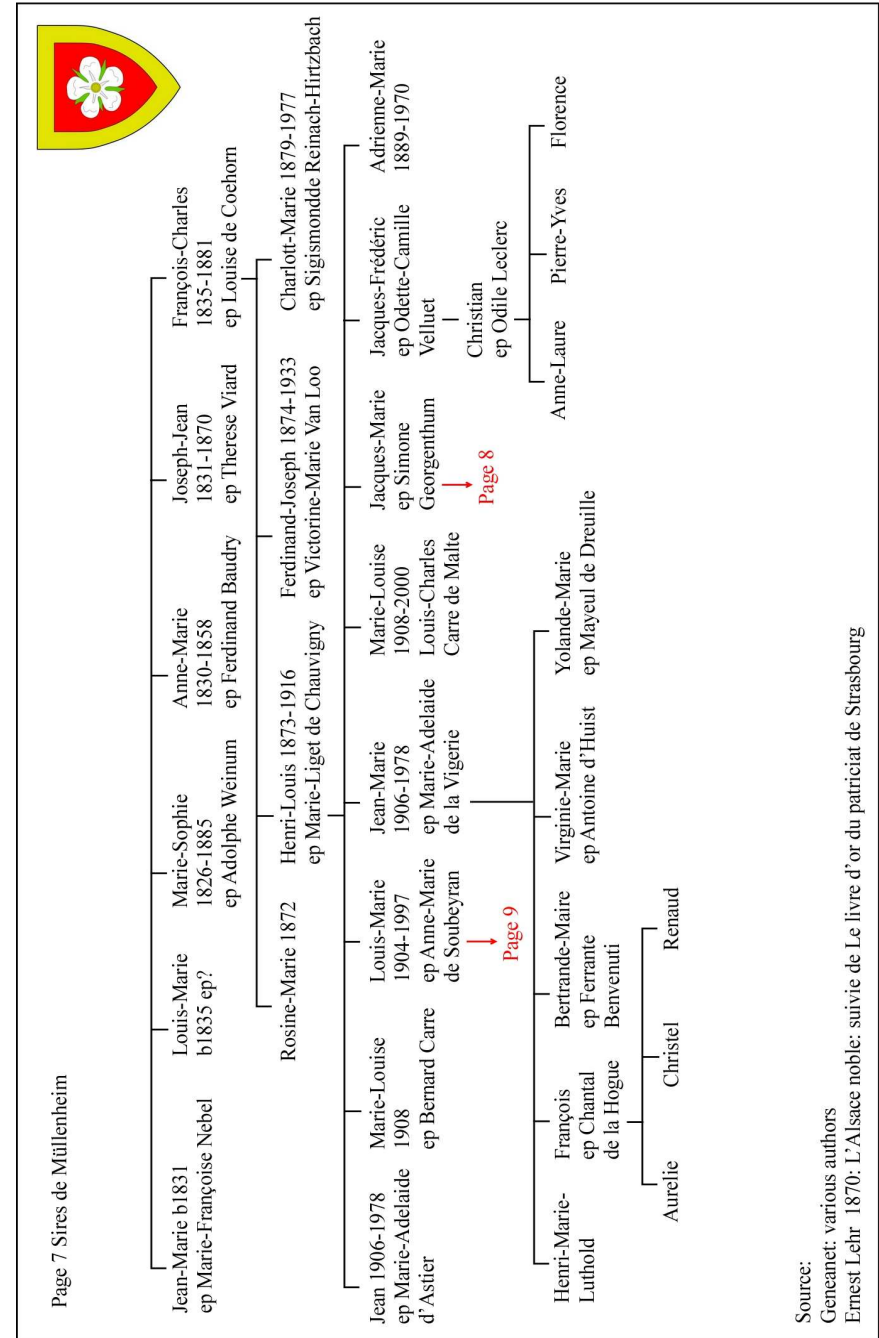 Page 7 Sires de Müllenheim
Jean-Marie b1831
ep Marie-Françoise Nebel
Louis-Marie
b1835 ep?
Marie-Sophie
1826-1885
ep Adolphe Weinum
Anne-Marie
1830-1858
ep Ferdinand Baudry
Joseph-Jean
1831-1870
ep Therese Viard
François-Charles
1835-1881
ep Louise de Coehorn
Rosine-Marie 1872
Henri-Louis 1873-1916
ep Marie-Liget de Chauvigny
Ferdinand-Joseph 1874-1933
ep Victorine-Marie Van Loo
Charlott-Marie 1879-1977
ep Sigismondde Reinach-Hirtzbach
Jean 1906-1978
ep Marie-Adelaide
d'Astier
Marie-Louise
1908
ep Bernard Carre
Louis-Marie
1904-1997
ep Anne-Marie
de Soubeyran
Page 9
Jean-Marie
1906-1978
ep Marie-Adelaide
de la Vigerie
Marie-Louise
1908-2000
Louis-Charles
Carre de Malte
Jacques-Marie
ep Simone
Georgenthum
Page 8
Jacques-Frédéric
ep Odette-Camille
Velluet
Adrienne-Marie
1889-1970
Christian
ep Odile Leclerc
Anne-Laure
Pierre-Yves
Florence
Henri-Marie-
Luthold
François
ep Chantal
de la Hogue
Bertrande-Maire
ep Ferrante
Benvenuti
Virginie-Marie
ep Antoine d'Huist
Yolande-Marie
ep Mayeul de Dreuille
Aurelie
Christel
Renaud
Source:
Geneanet: various authors
Ernest Lehr 1870: L'Alsace noble: suivie de Le livre d'or du patriciat de Strasbourg